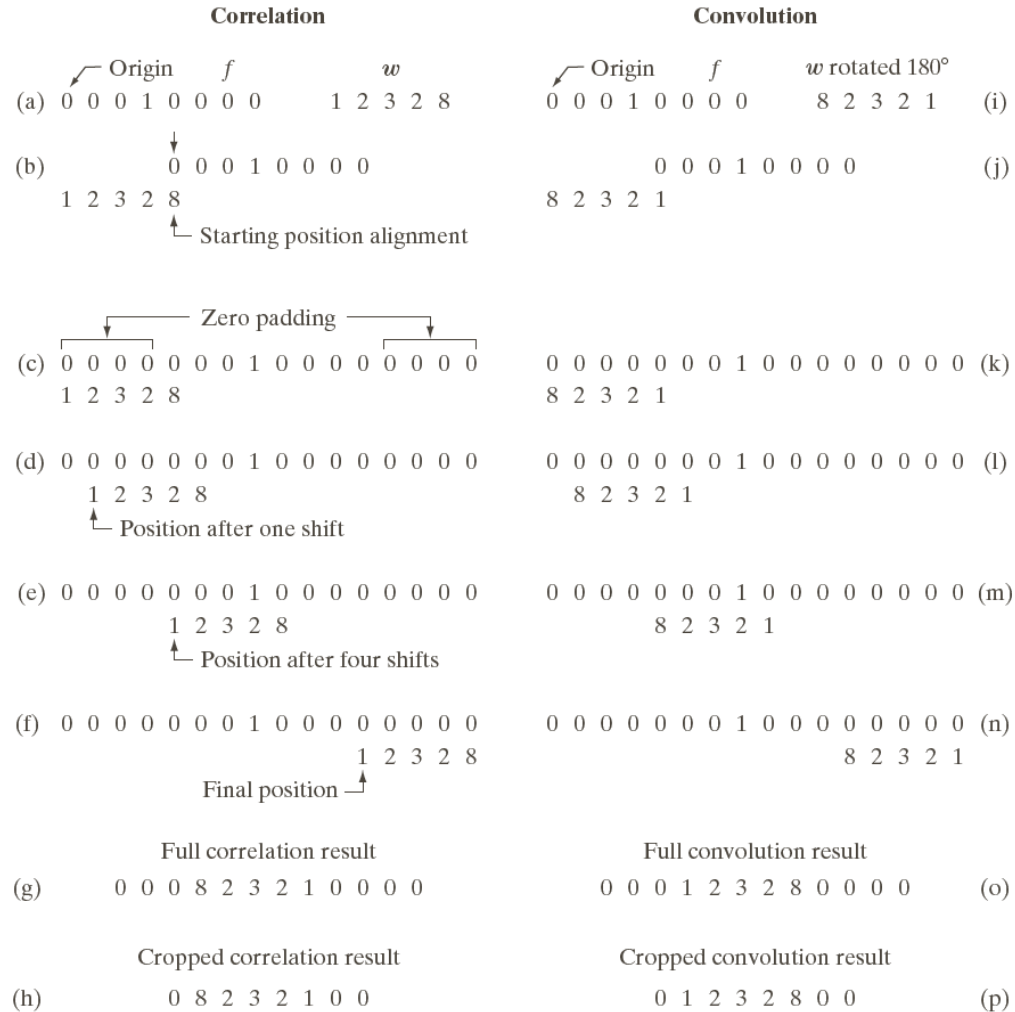 Correlation Convolution
Origin f w Origin f w rotated 180°
(a) 0 0 0 1 0 0 0 0 1 2 3 2 8 0 0 0 1 0 0 0 0 8 2 3 2 1 (i)
(b) 0 0 0 1 0 0 0 0 0 0 0 1 0 0 0 0 (j)
1 2 3 2 8 8 2 3 2 1
Starting position alignment
Zero padding
(c) 0 0 0 0 0 0 0 1 0 0 0 0 0 0 0 0 0 0 0 0 0 0 0 1 0 0 0 0 0 0 0 0 (k)
1 2 3 2 8 8 2 3 2 1
(d) 0 0 0 0 0 0 0 1 0 0 0 0 0 0 0 0 0 0 0 0 0 0 0 1 0 0 0 0 0 0 0 0 (l)
1 2 3 2 8 8 2 3 2 1
Position after one shift
(e) 0 0 0 0 0 0 0 1 0 0 0 0 0 0 0 0 0 0 0 0 0 0 0 1 0 0 0 0 0 0 0 0 (m)
1 2 3 2 8 8 2 3 2 1
Position after four shifts
(f) 0 0 0 0 0 0 0 1 0 0 0 0 0 0 0 0 0 0 0 0 0 0 0 1 0 0 0 0 0 0 0 0 (n)
1 2 3 2 8 8 2 3 2 1
Final position
Full correlation result Full convolution result
(g) 0 0 0 8 2 3 2 1 0 0 0 0 0 0 0 1 2 3 2 8 0 0 0 0 (o)
Cropped correlation result Cropped convolution result
(h) 0 8 2 3 2 1 0 0 0 1 2 3 2 8 0 0 (p)